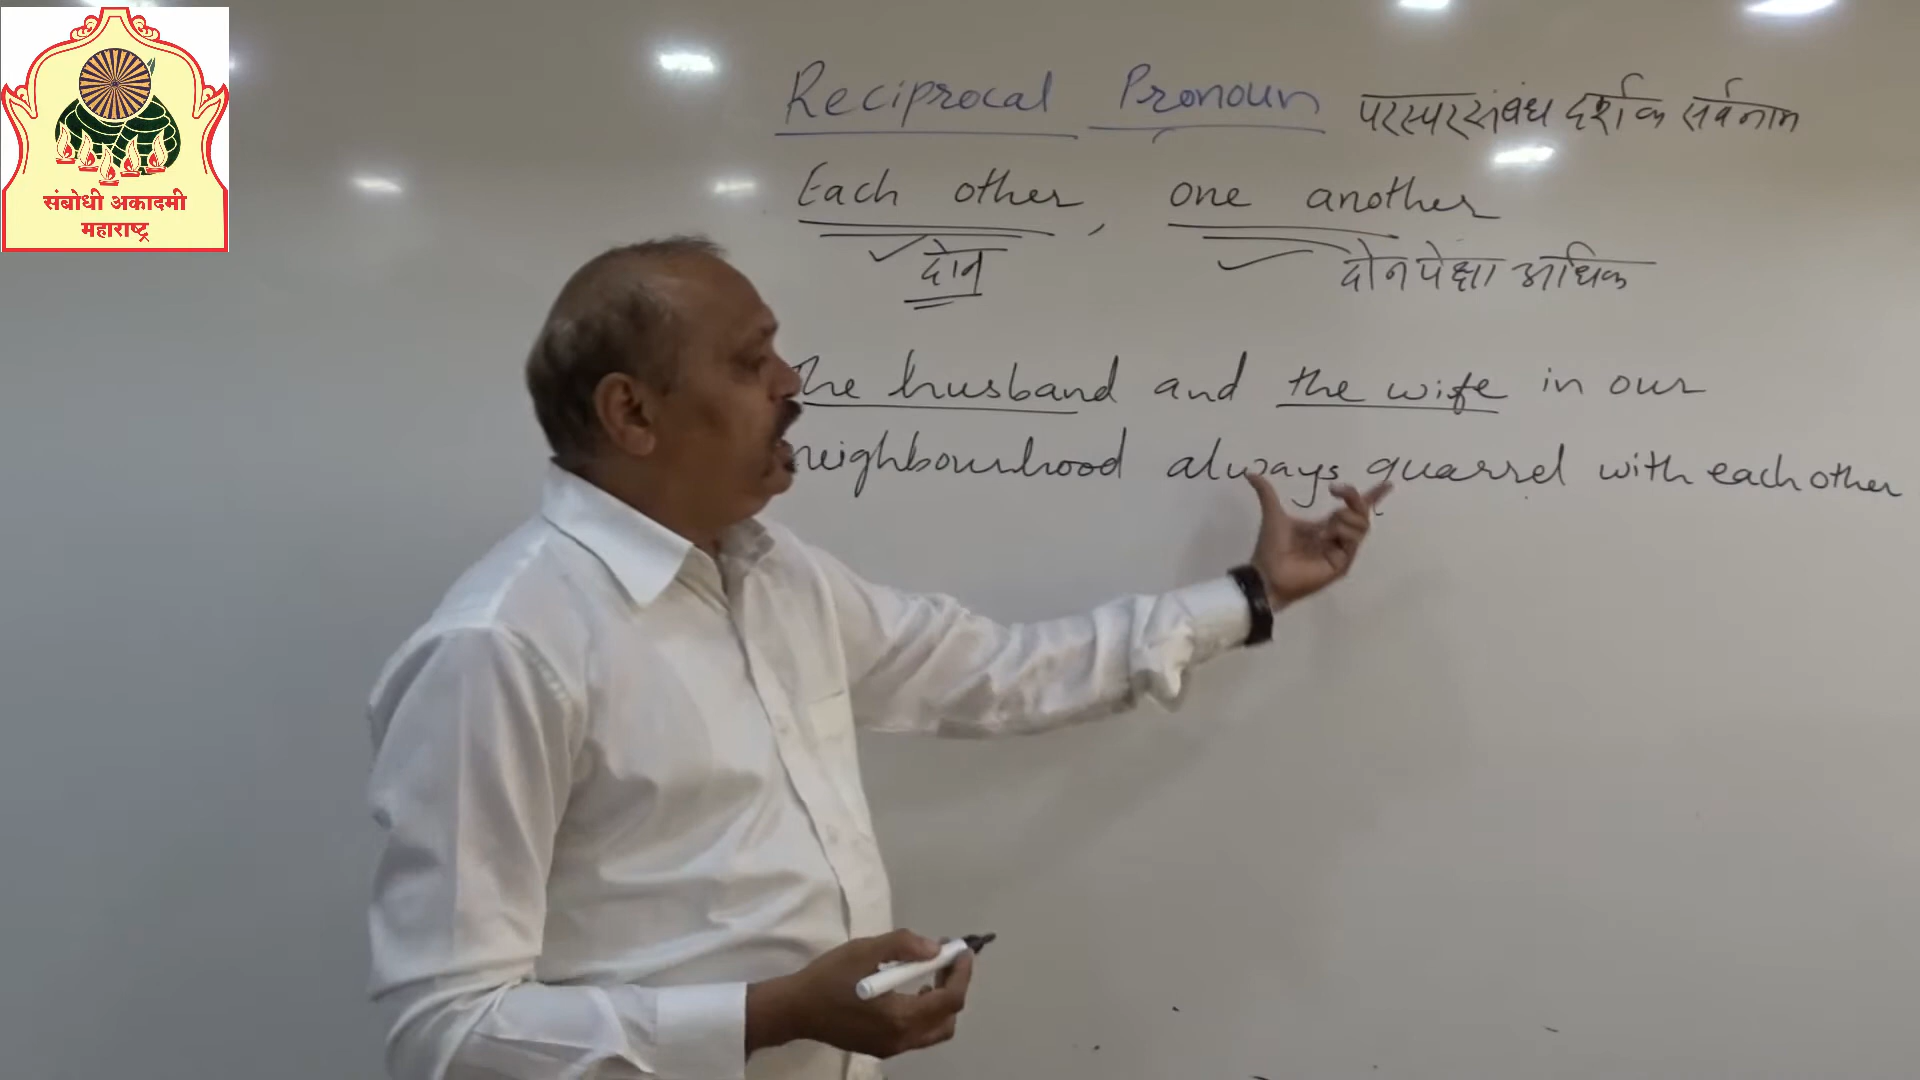 संबोधी अकादमी
महाराष्ट्र
Reciprocal Pronoun परस्परसंबंध दर्शक सर्वनाम
Each other, one another
दोन दोनपेक्षा अधिक
The husband and the wife in our
neighbourhood always quarrel with each other